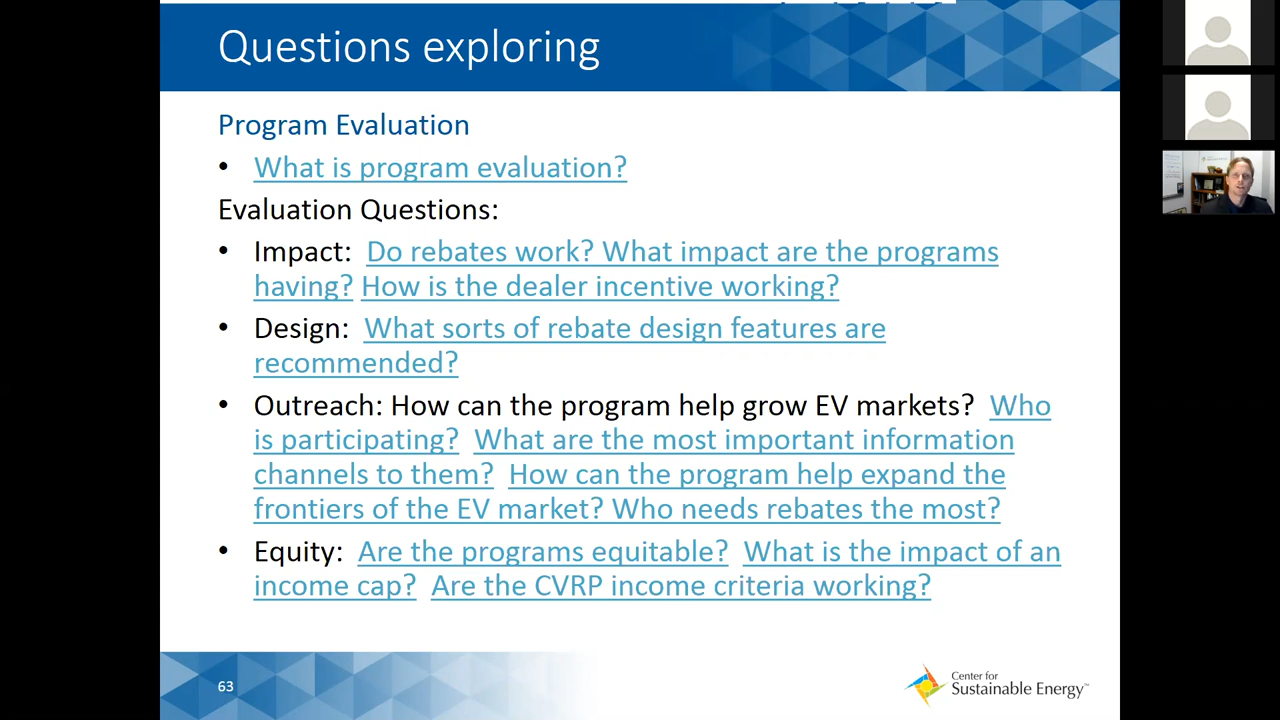 Questions exploring
Program Evaluation
• What is program evaluation?
Evaluation Questions:
• Impact: Do rebates work? What impact are the programs
having? How is the dealer incentive working?
• Design: What sorts of rebate design features are
recommended?
• Outreach: How can the program help grow EV markets? Who
is participating? What are the most important information
channels to them? How can the program help expand the
frontiers of the EV market? Who needs rebates the most?
• Equity: Are the programs equitable? What is the impact of an
income cap? Are the CVRP income criteria working?
63
Center for
Sustainable Energy™